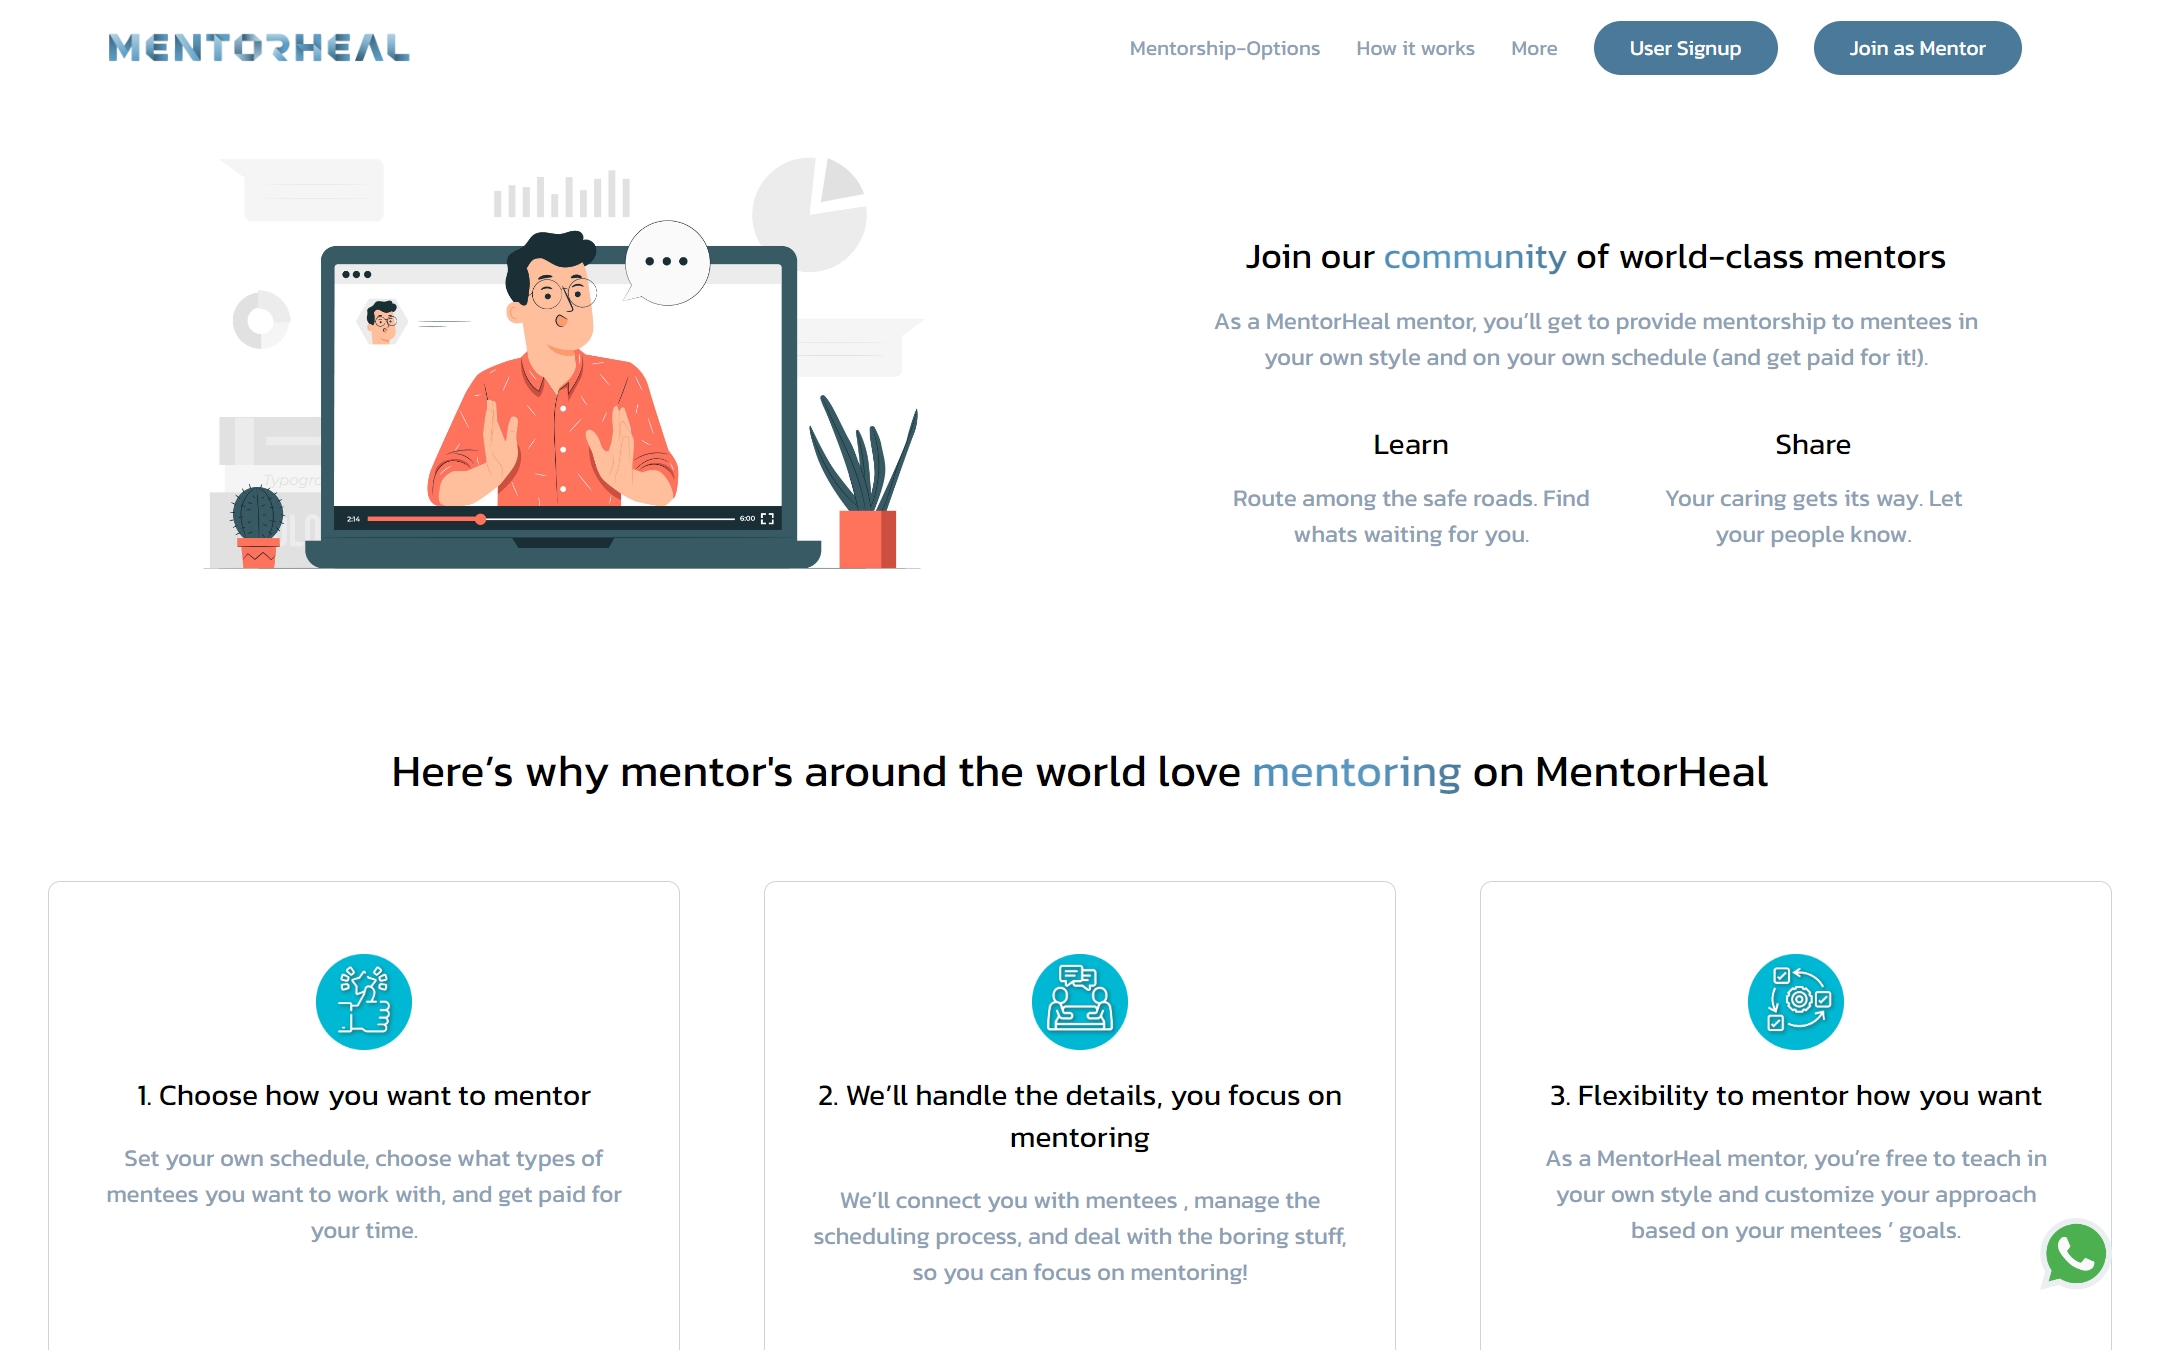 MENTORHEAL
Mentorship-Options
How it works
More
User Signup
Join as Mentor
Typogra
2:14
6:00
Join our community of world-class mentors
As a MentorHeal mentor, you’ll get to provide mentorship to mentees in
your own style and on your own schedule (and get paid for it!).
Learn
Route among the safe roads. Find
whats waiting for you.
Share
Your caring gets its way. Let
your people know.
Here’s why mentor's around the world love mentoring on MentorHeal
1. Choose how you want to mentor
Set your own schedule, choose what types of
mentees you want to work with, and get paid for
your time.
2. We’ll handle the details, you focus on
mentoring
We’ll connect you with mentees , manage the
scheduling process, and deal with the boring stuff,
so you can focus on mentoring!
3. Flexibility to mentor how you want
As a MentorHeal mentor, you’re free to teach in
your own style and customize your approach
based on your mentees ’ goals.